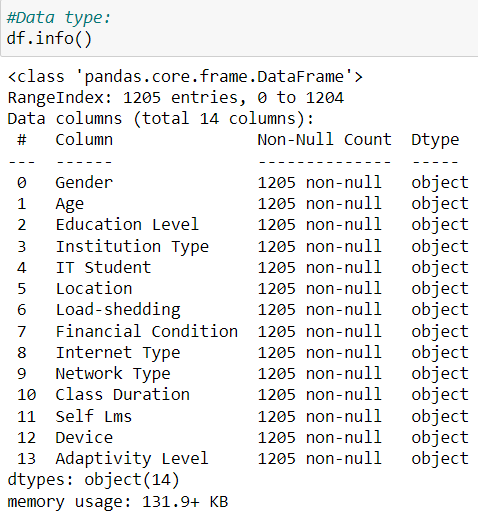 #Data type:
df.info()
<class 'pandas.core.frame.DataFrame'>
RangeIndex: 1205 entries, 0 to 1204
Data columns (total 14 columns):
 #   Column               Non-Null Count  Dtype
---  ------               --------------  -----
 0   Gender               1205 non-null   object
 1   Age                  1205 non-null   object
 2   Education Level      1205 non-null   object
 3   Institution Type     1205 non-null   object
 4   IT Student           1205 non-null   object
 5   Location             1205 non-null   object
 6   Load-shedding        1205 non-null   object
 7   Financial Condition  1205 non-null   object
 8   Internet Type        1205 non-null   object
 9   Network Type         1205 non-null   object
 10  Class Duration       1205 non-null   object
 11  Self Lms             1205 non-null   object
 12  Device               1205 non-null   object
 13  Adaptivity Level     1205 non-null   object
dtypes: object(14)
memory usage: 131.9+ KB